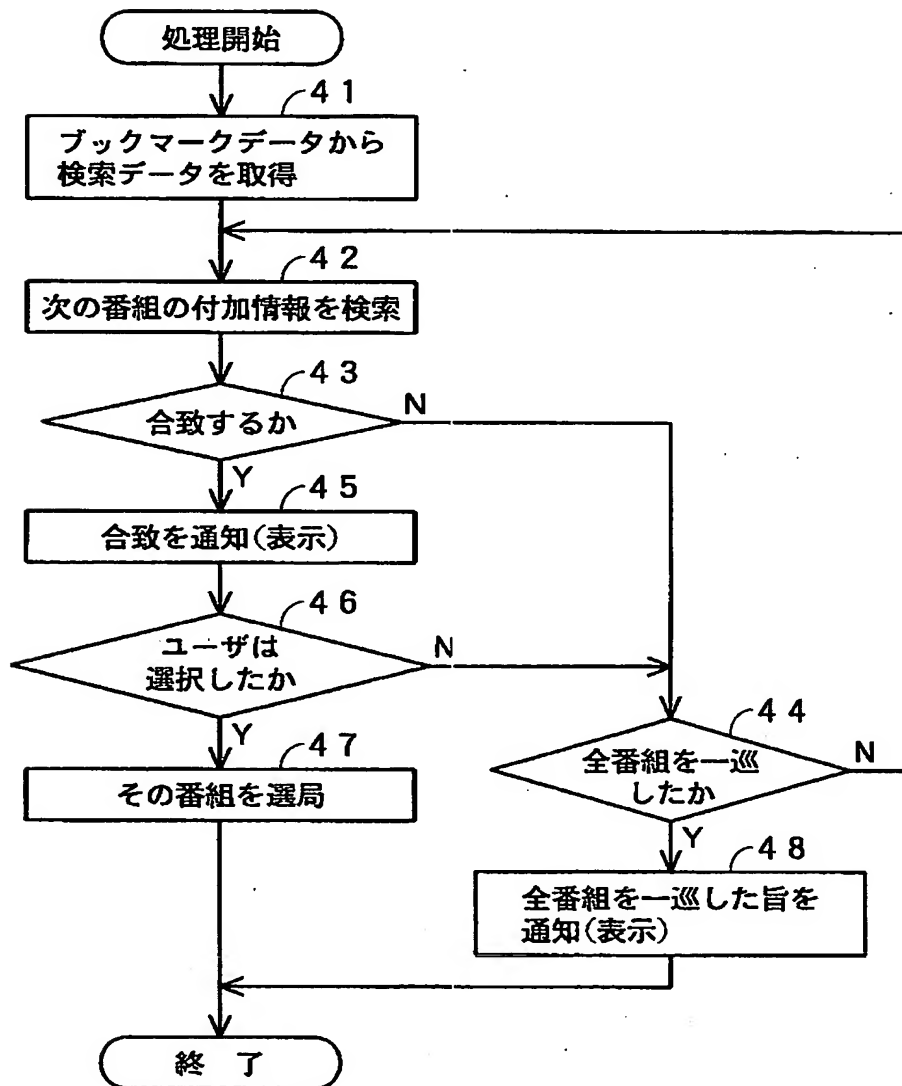 処理開始
41
ブックマークデータから
検索データを取得
42
次の番組の付加情報を検索
43
合致するか
N
Y
45
合致を通知(表示)
46
ユーザは
選択したか
N
Y
47
その番組を選局
44
全番組を一巡
したか
N
Y
48
全番組を一巡した旨を
通知(表示)
終 了